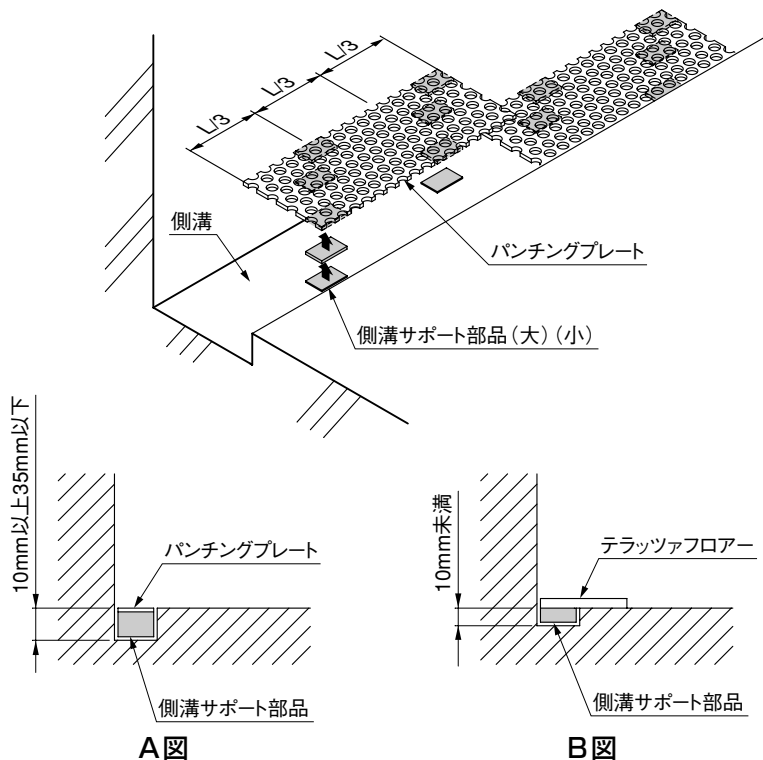 L/3
L/3
L/3
側溝
パンチングプレート
側溝サポート部品(大)(小)
10mm以上35mm以下
パンチングプレート
側溝サポート部品
A図
10mm未満
テラッツァフロアー
側溝サポート部品
B図